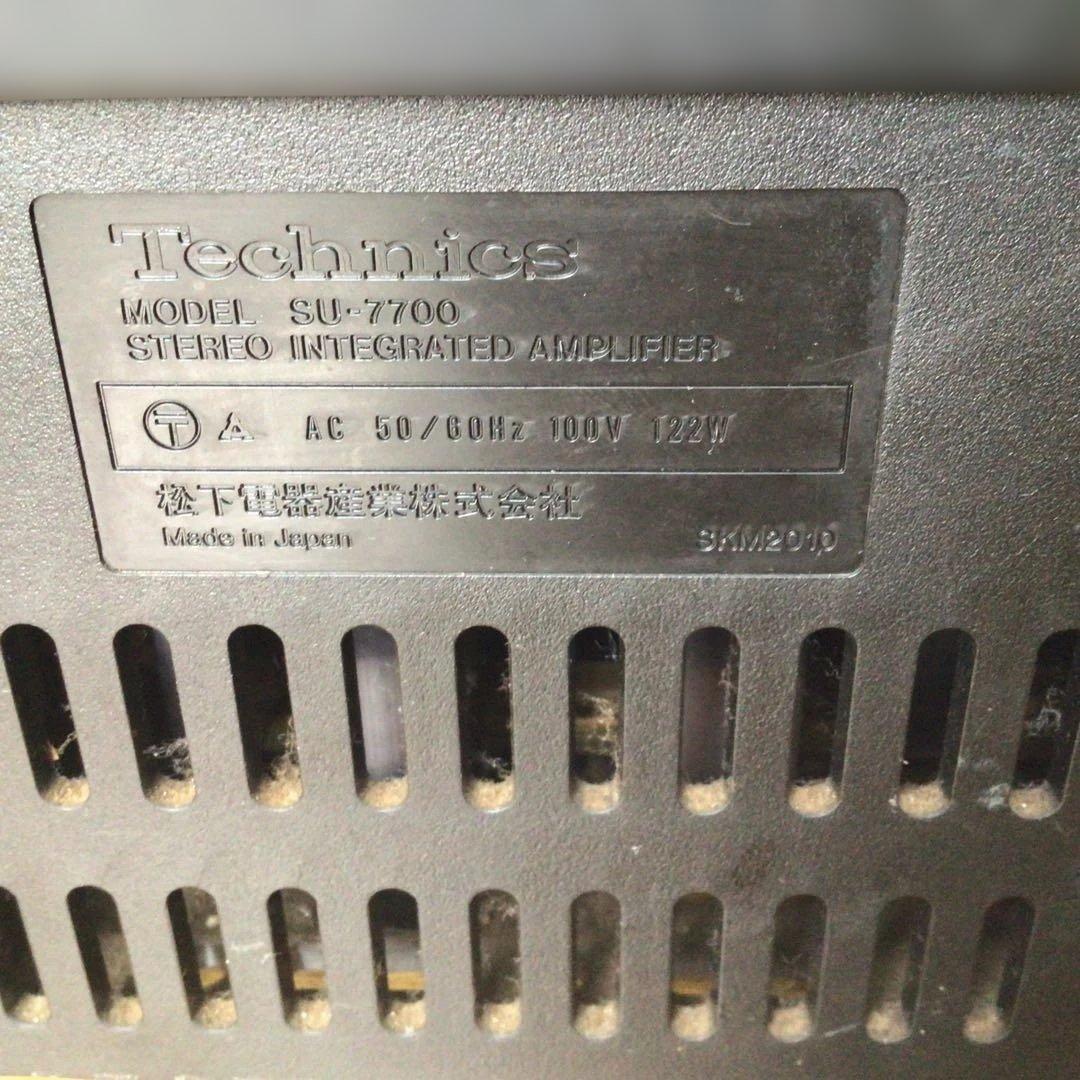 Technics
MODEL SU-7700
STEREO INTEGRATED AMPLIFIER
T A AC 50/60Hz 100V 122W
松下電器産業株式会社
Made in Japan SKM2010